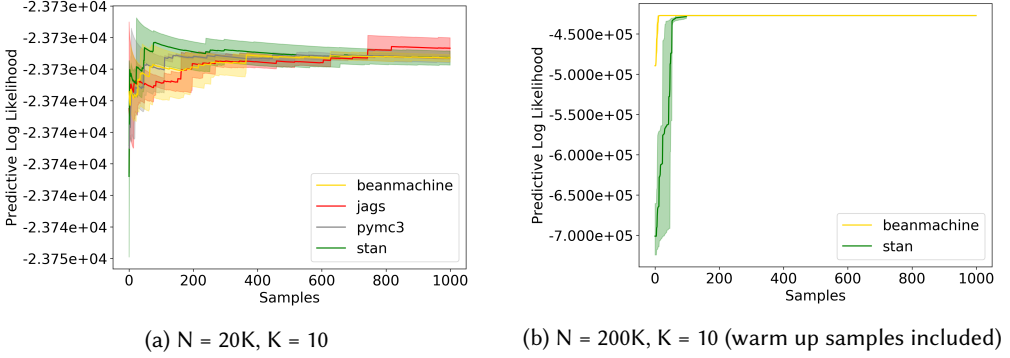 -2.373e+04
-2.373e+04
-2.373e+04
-2.374e+04
-2.374e+04
-2.374e+04
-2.374e+04
-2.374e+04
-2.375e+04
Predictive Log Likelihood
beanmachine
jags
pymc3
stan
0 200 400 600 800 1000
Samples
(a) N = 20K, K = 10
-4.500e+05
-5.000e+05
-5.500e+05
-6.000e+05
-6.500e+05
-7.000e+05
Predictive Log Likelihood
beanmachine
stan
0 200 400 600 800 1000
Samples
(b) N = 200K, K = 10 (warm up samples included)